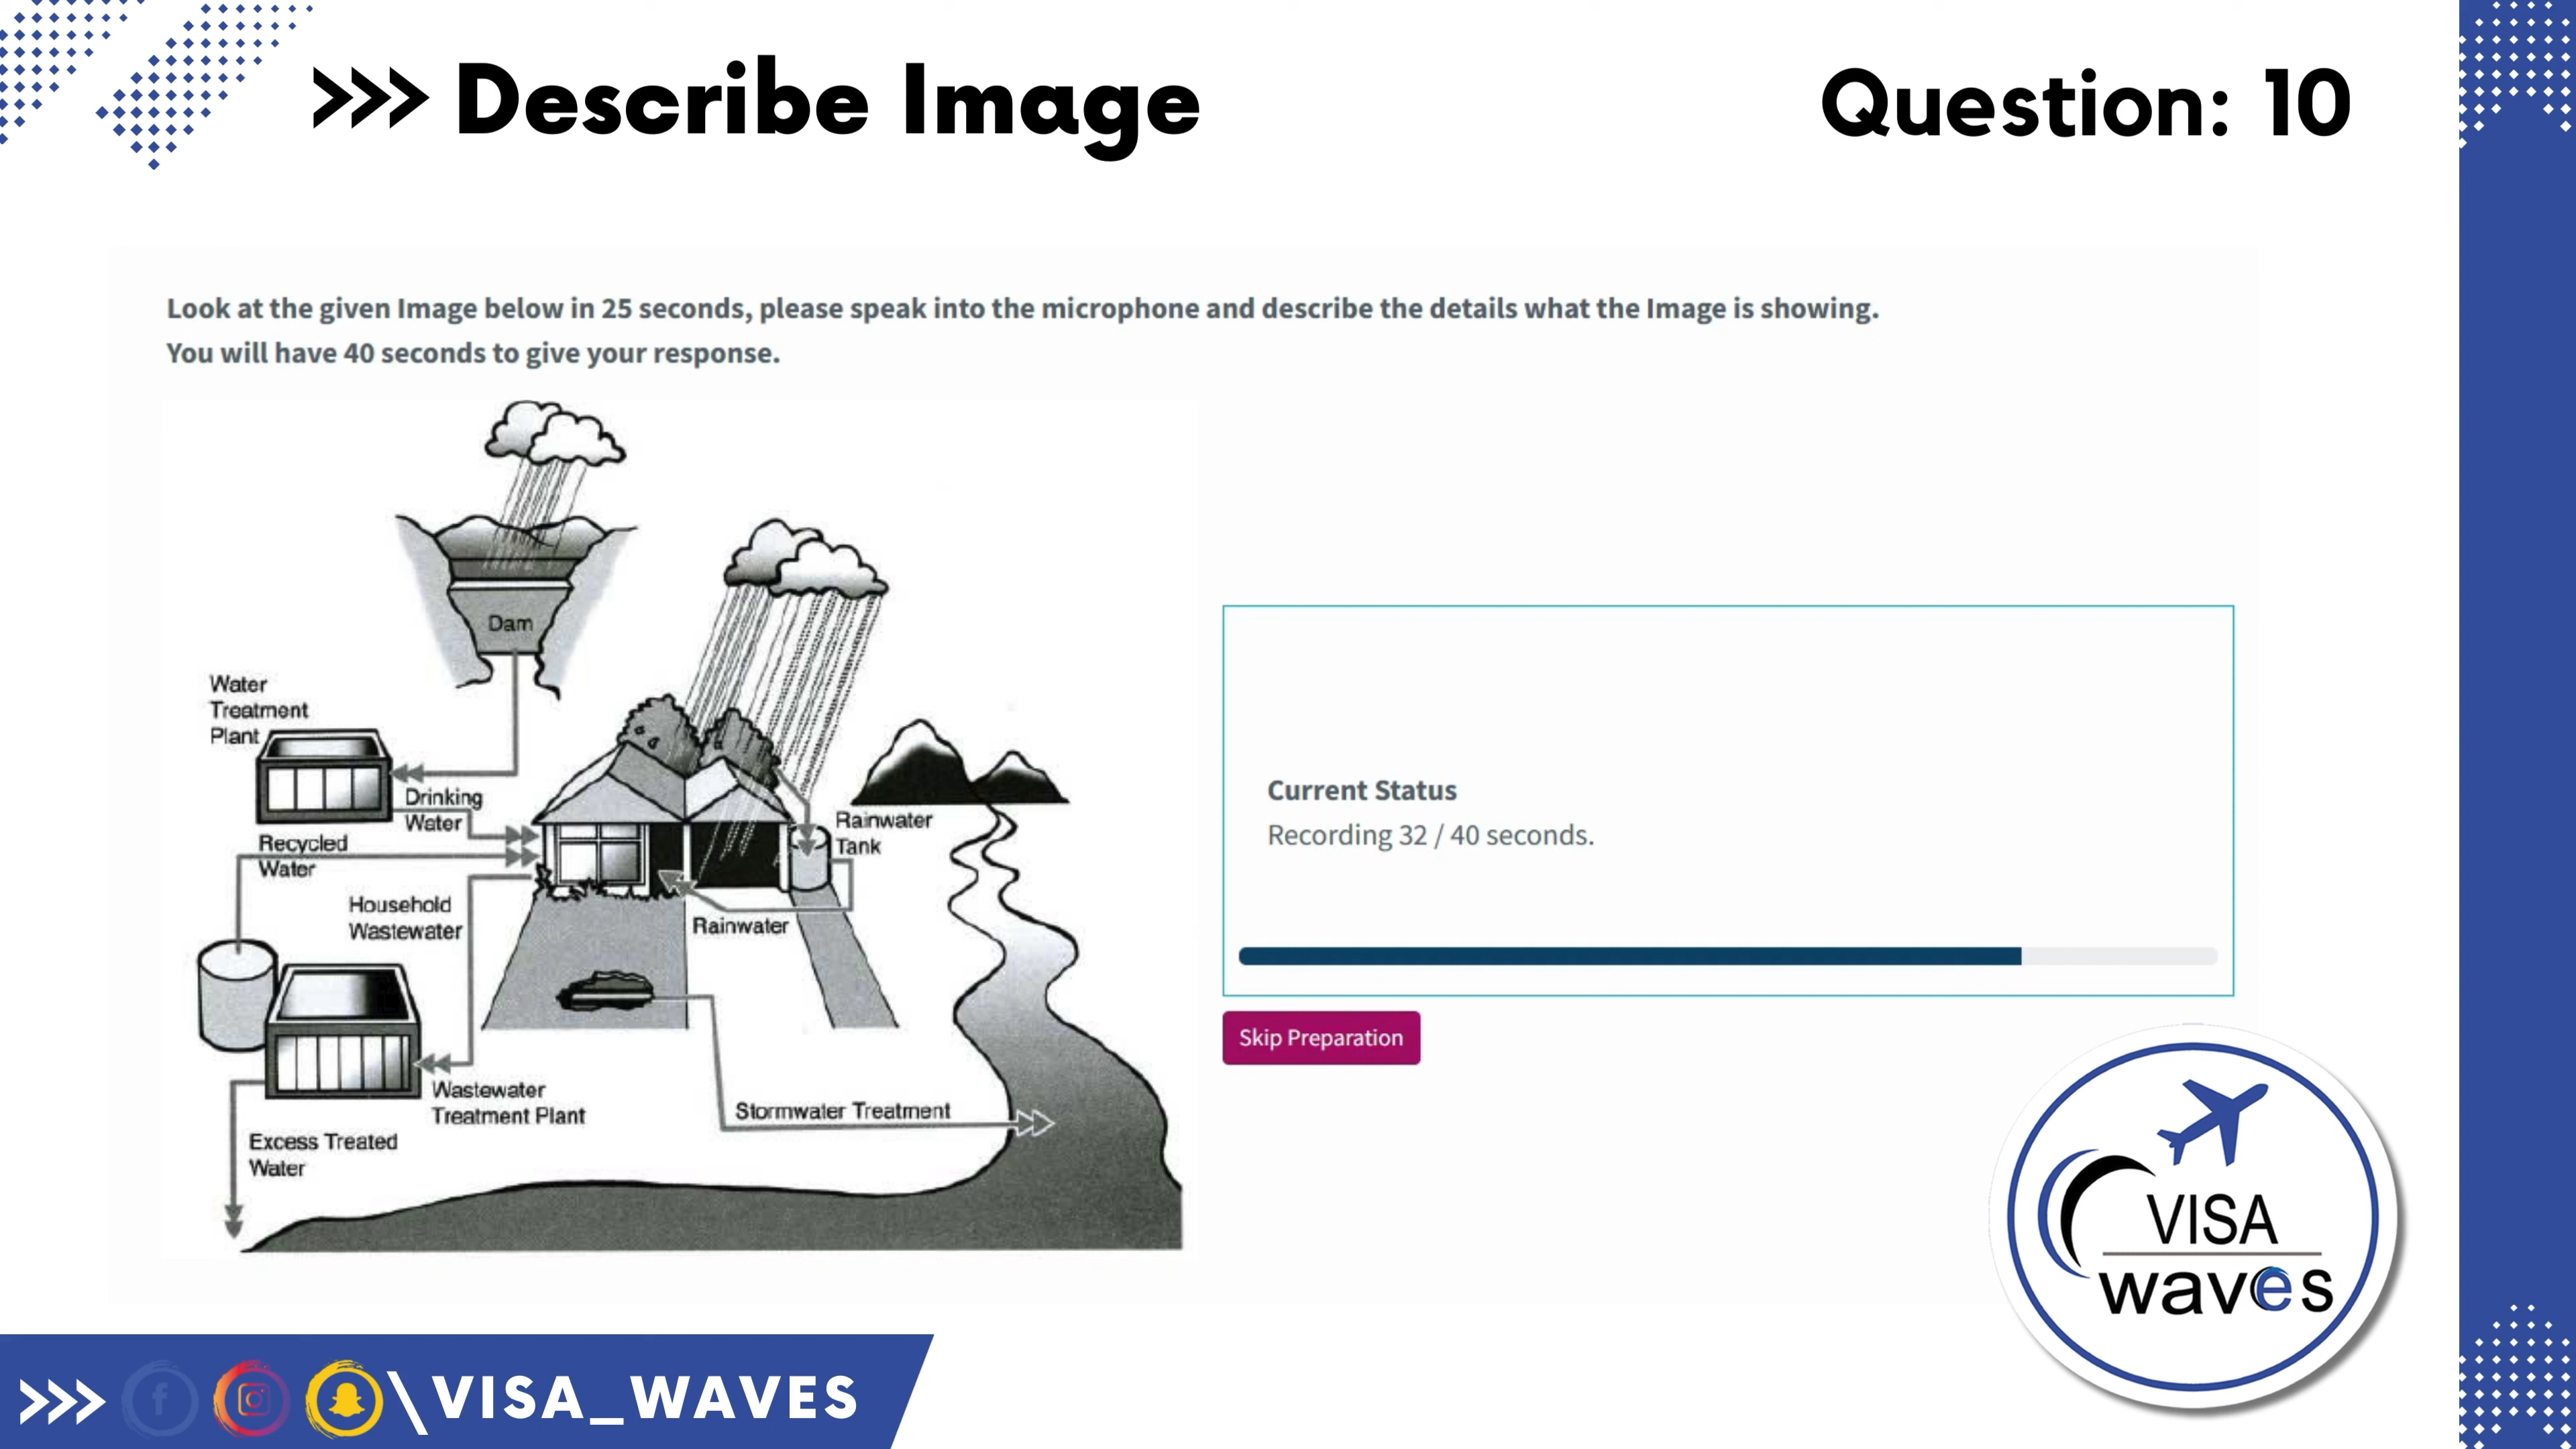 >>> Describe Image
Question: 10
Look at the given Image below in 25 seconds, please speak into the microphone and describe the details what the Image is showing.
You will have 40 seconds to give your response.
Dam
Water
Treatment
Plant
Drinking
Water
Recycled
Water
Household
Wastewater
Rainwater
Tank
Rainwater
Wastewater
Treatment Plant
Stormwater Treatment
Excess Treated
Water
Current Status
Recording 32 / 40 seconds.
Skip Preparation
VISA
waves
>>> \VISA_WAVES